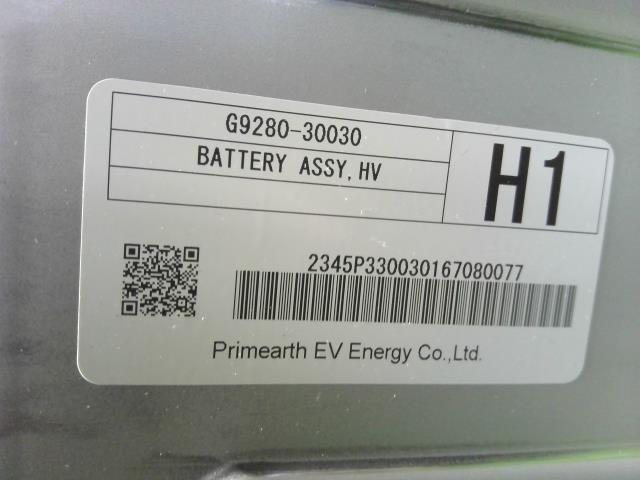 G9280-30030
BATTERY ASSY,HV
H1
2345P330030167080077
Primearth EV Energy Co.,Ltd.